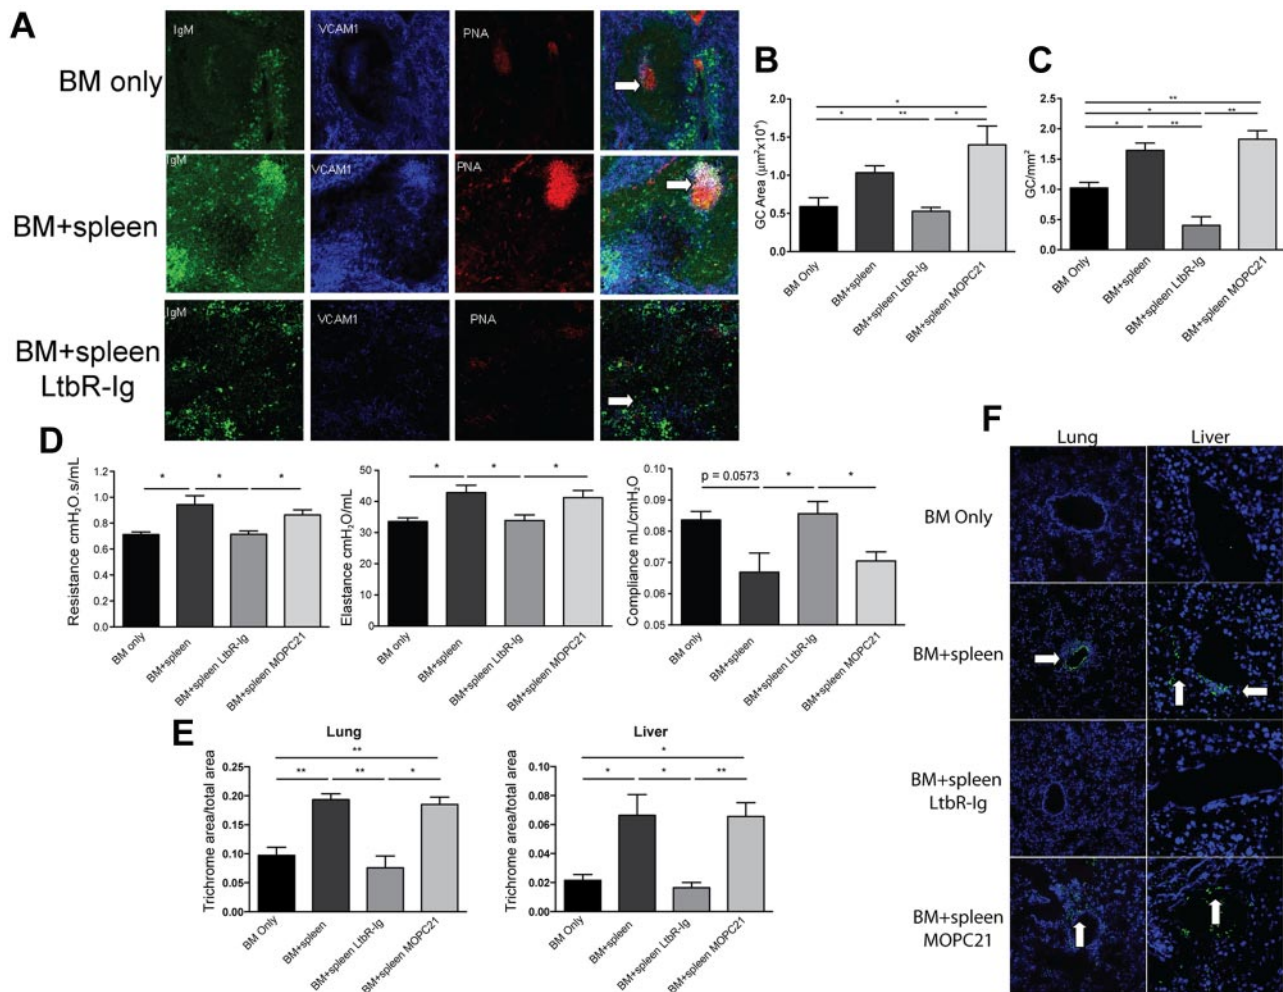 A
IgM
VCAM1
PNA
BM only
IgM
VCAM1
PNA
BM+spleen
IgM
VCAM1
PNA
BM+spleen
LtbR-Ig
B
GC Area (µm²x10⁴)
2.0
1.5
1.0
0.5
0.0
*
* ** *
BM Only
BM+spleen
BM+spleen LtbR-Ig
BM+spleen MOPC21
C
GC/mm²
2.5
2.0
1.5
1.0
0.5
0.0
**
* **
* **
BM Only
BM+spleen
BM+spleen LtbR-Ig
BM+spleen MOPC21
D
Resistance cmH₂O.s/mL
1.2
1.0
0.8
0.6
0.4
0.2
0.0
* * *
BM only
BM+spleen
BM+spleen LtbR-Ig
BM+spleen MOPC21
Elastance cmH₂O/mL
60
50
40
30
20
10
0
* * *
BM only
BM+spleen
BM+spleen LtbR-Ig
BM+spleen MOPC21
Compliance mL/cmH₂O
0.10
0.09
0.08
0.07
0.06
0.05
p = 0.0573 * *
BM only
BM+spleen
BM+spleen LtbR-Ig
BM+spleen MOPC21
E
Lung
Trichrome area/total area
0.25
0.20
0.15
0.10
0.05
0.00
**
** ** *
BM Only
BM+spleen
BM+spleen LtbR-Ig
BM+spleen MOPC21
Liver
Trichrome area/total area
0.10
0.08
0.06
0.04
0.02
0.00
*
* * **
BM Only
BM+spleen
BM+spleen LtbR-Ig
BM+spleen MOPC21
F
Lung Liver
BM Only
BM+spleen
BM+spleen
LtbR-Ig
BM+spleen
MOPC21